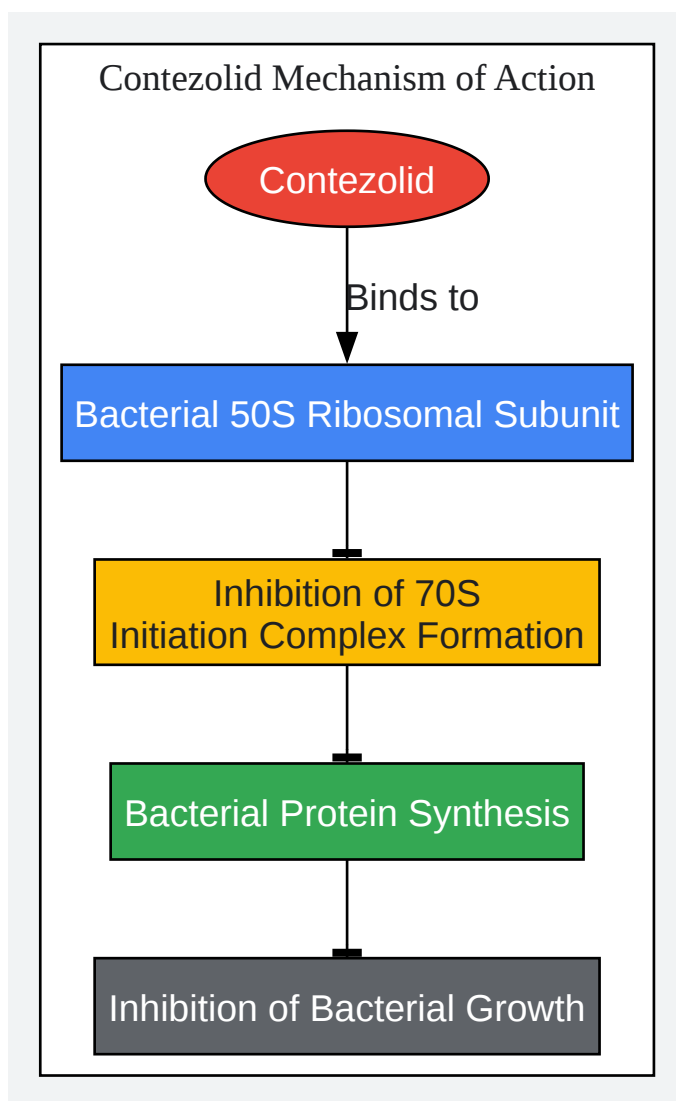 Contezolid Mechanism of Action
Contezolid
Binds to
Bacterial 50S Ribosomal Subunit
Inhibition of 70S
Initiation Complex Formation
Bacterial Protein Synthesis
Inhibition of Bacterial Growth